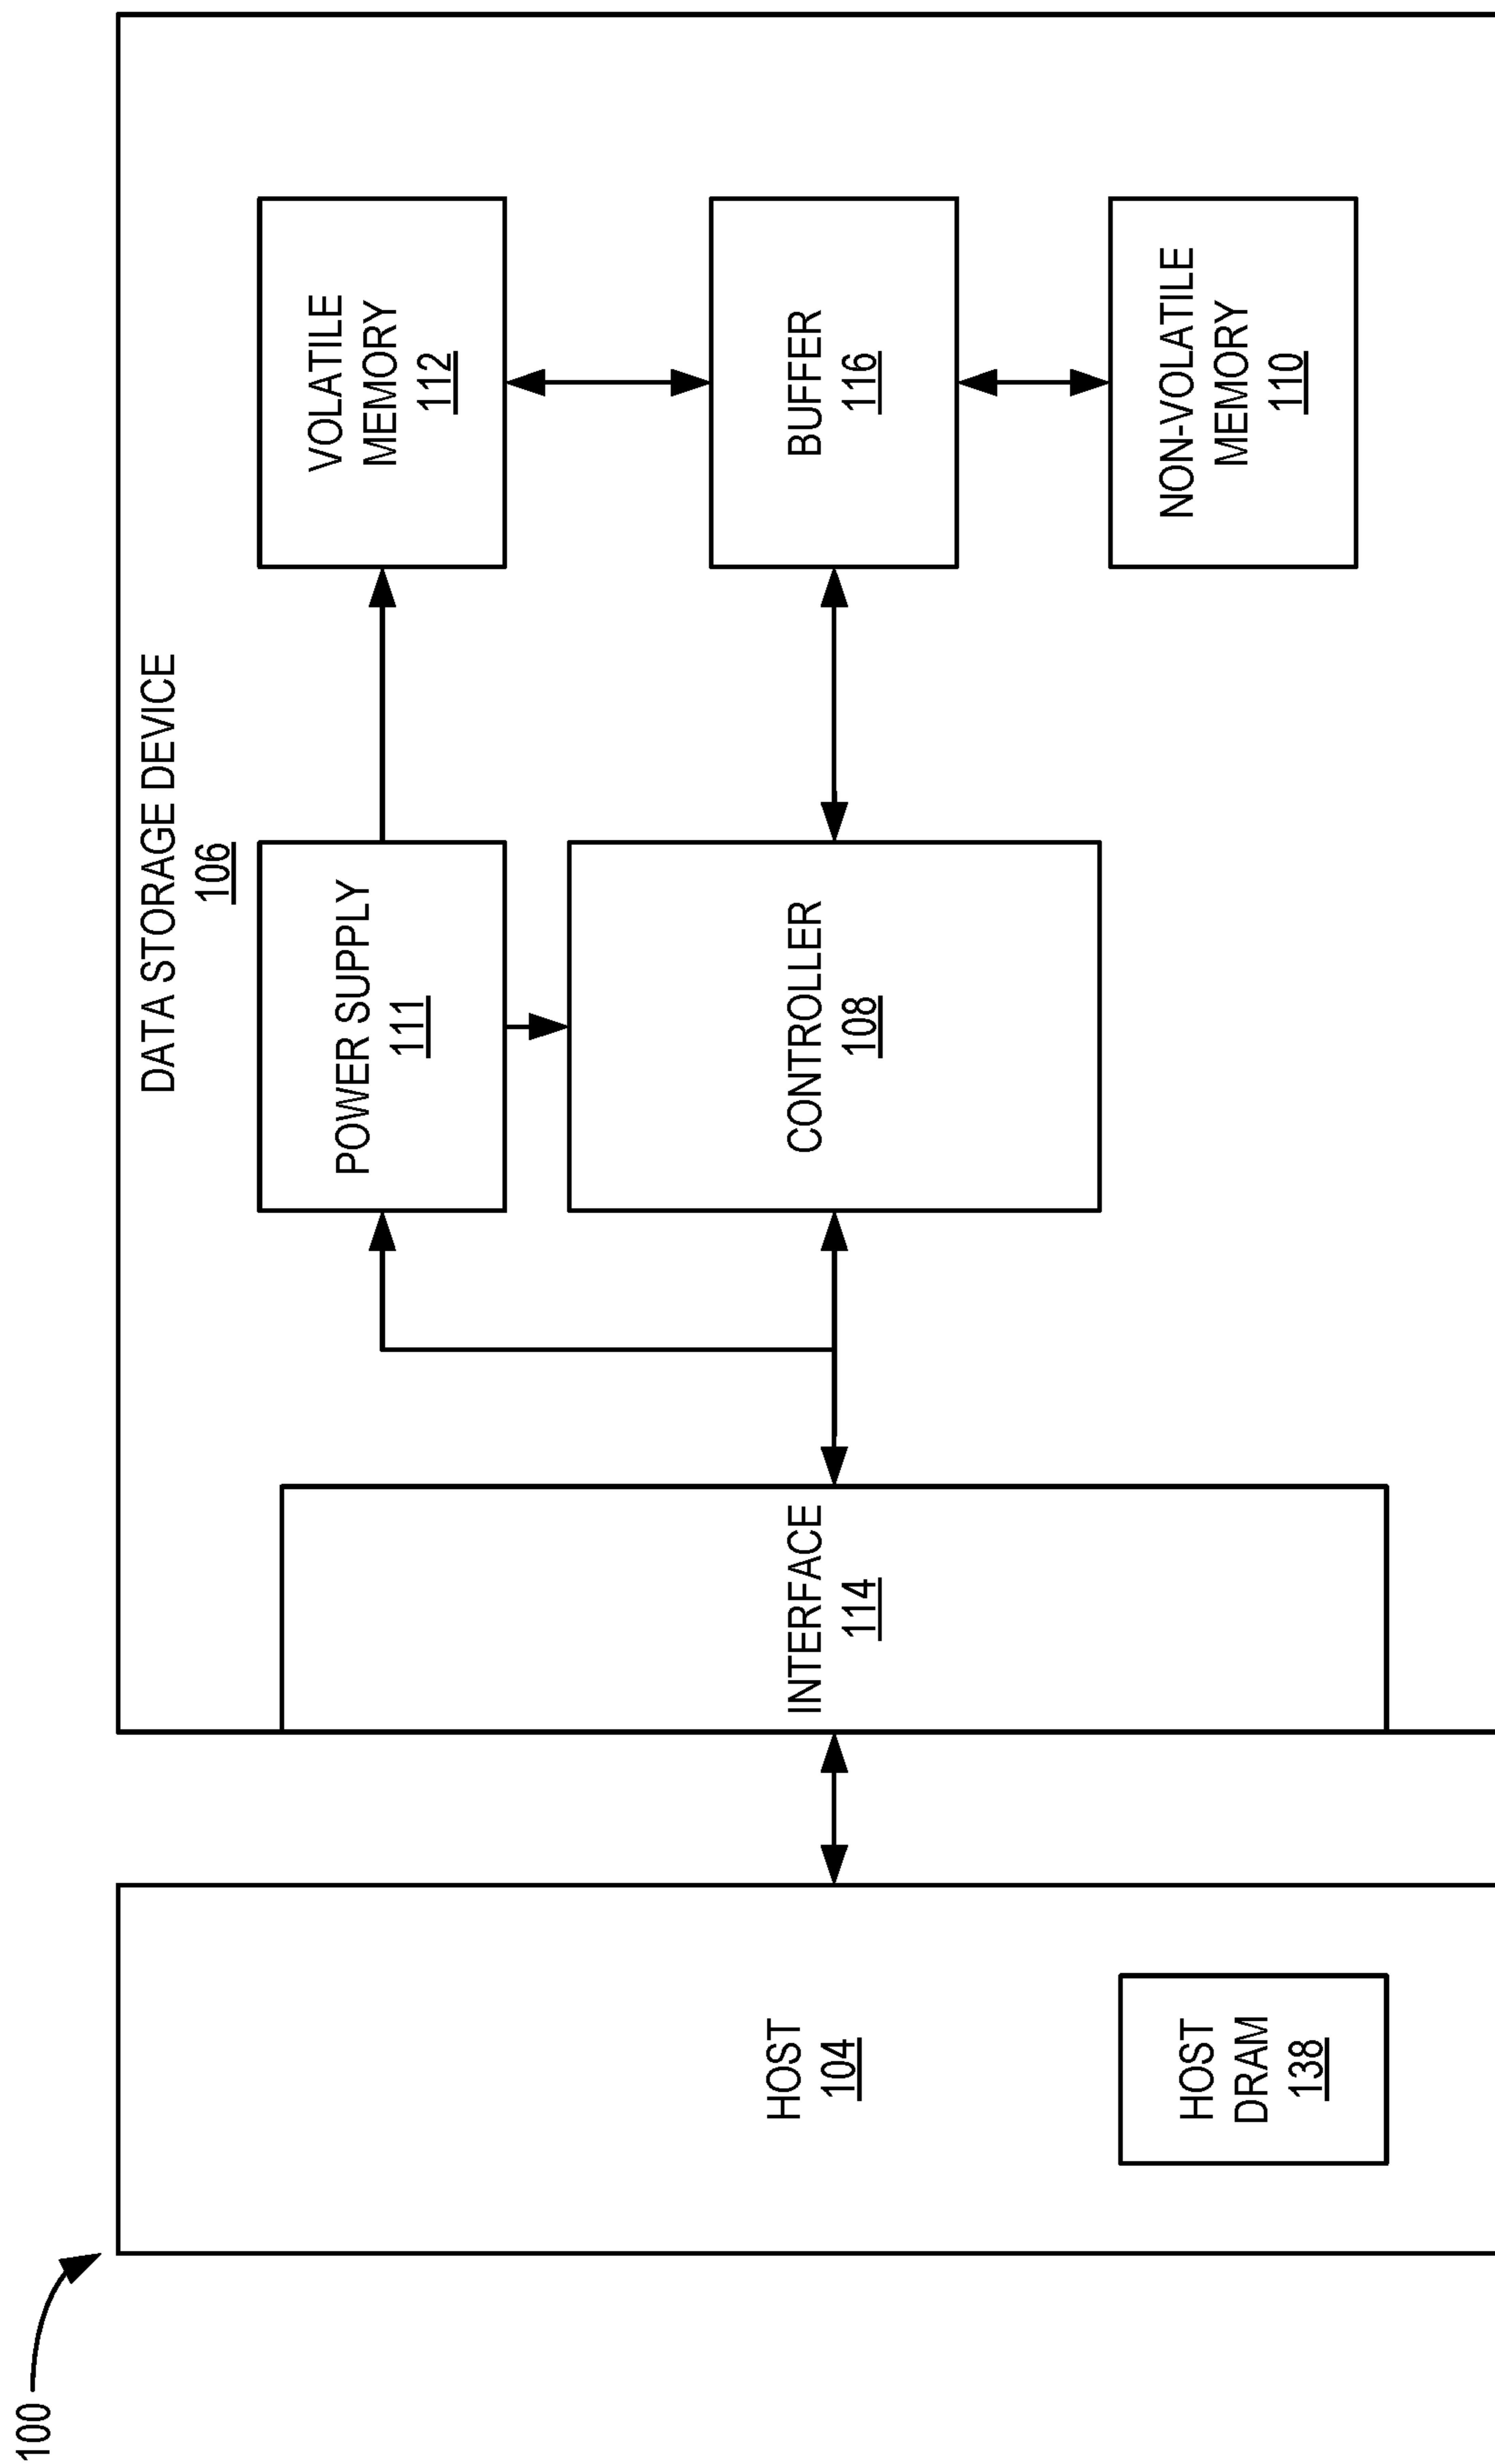 100
HOST
104
HOST
DRAM
138
INTERFACE
114
DATA STORAGE DEVICE
106
POWER SUPPLY
111
CONTROLLER
108
VOLATILE
MEMORY
112
BUFFER
116
NON-VOLATILE
MEMORY
110